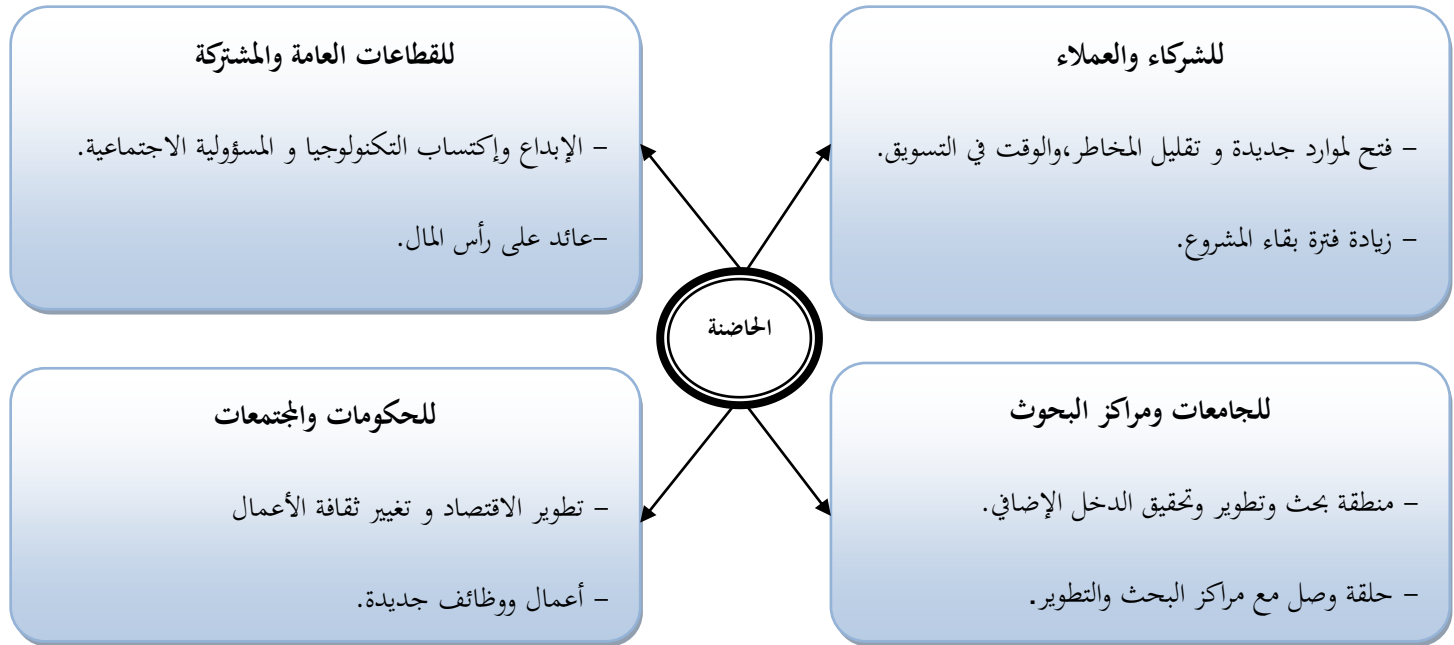 للشركاء والعملاء
– فتح لموارد جديدة و تقليل المخاطر،والوقت في التسويق.
– زيادة فترة بقاء المشروع.
للقطاعات العامة والمشتركة
– الإبداع وإكتساب التكنولوجيا و المسؤولية الاجتماعية.
–عائد على رأس المال.
الحاضنة
للجامعات ومراكز البحوث
– منطقة بحث وتطوير وتحقيق الدخل الإضافي.
– حلقة وصل مع مراكز البحث والتطوير.
للحكومات والمجتمعات
– تطوير الاقتصاد و تغيير ثقافة الأعمال
– أعمال ووظائف جديدة.